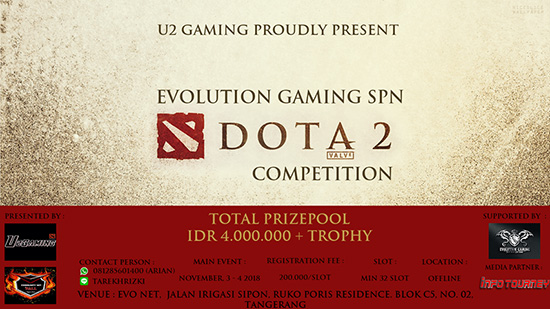 U2 GAMING PROUDLY PRESENT
EVOLUTION GAMING SPN
DOTA 2
VALVE
COMPETITION
PRESENTED BY :
U2GAMING
TOTAL PRIZEPOOL
IDR 4.000.000 + TROPHY
SUPPORTED BY :
CONTACT PERSON :
081285601400 (ARIAN)
TAREKHRIZKI
MAIN EVENT :
NOVEMBER, 3 - 4 2018
REGISTRATION FEE :
200.000/SLOT
SLOT :
MIN 32 SLOT
LOCATION :
OFFLINE
MEDIA PARTNER :
INFOTOURNEY
VENUE : EVO NET, JALAN IRIGASI SIPON, RUKO PORIS RESIDENCE, BLOK C5, NO. 02,
TANGERANG